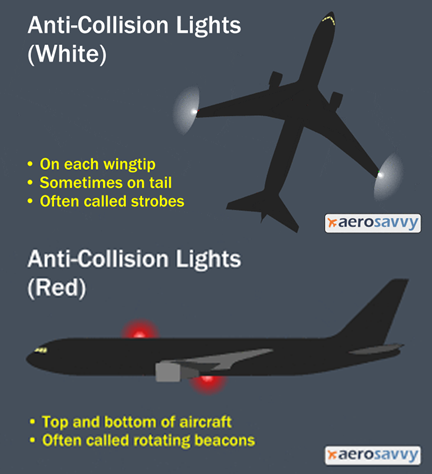 Anti-Collision Lights
(White)
• On each wingtip
• Sometimes on tail
• Often called strobes
aerosavvy
Anti-Collision Lights
(Red)
• Top and bottom of aircraft
• Often called rotating beacons
aerosavvy